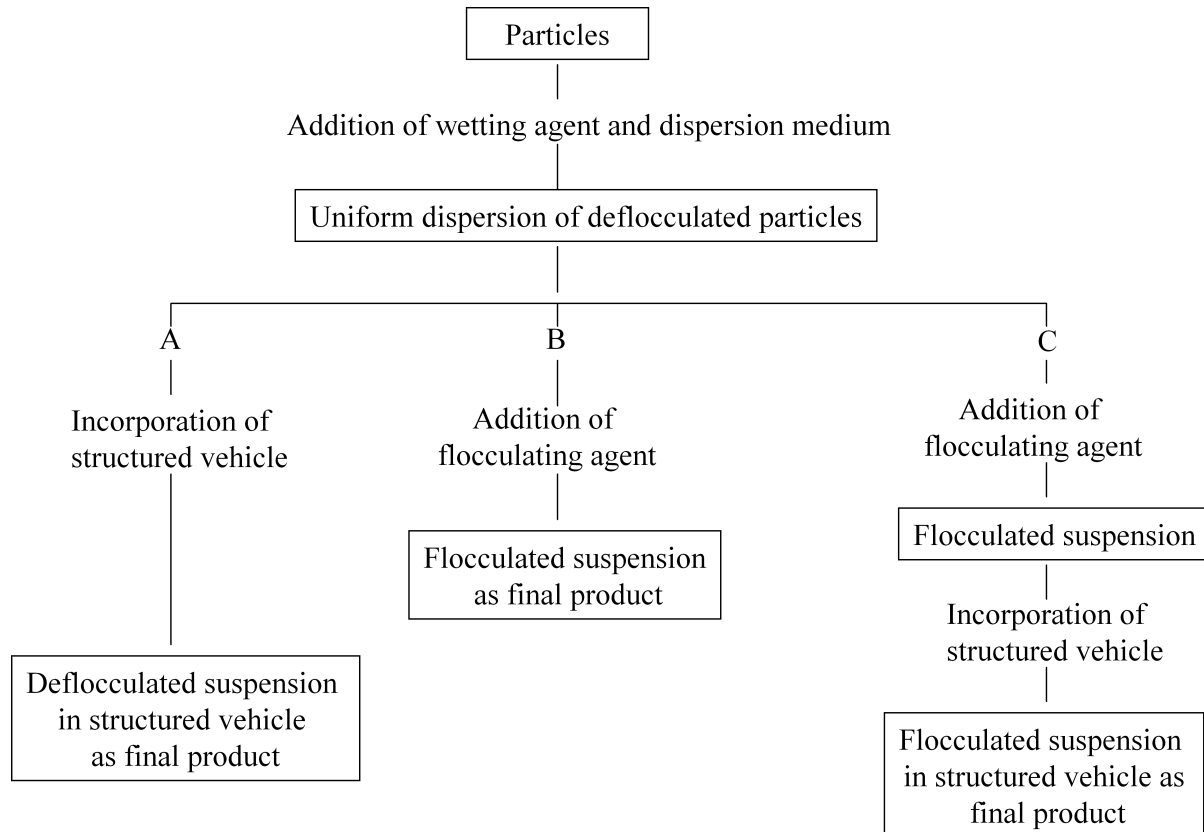 Particles
Addition of wetting agent and dispersion medium
Uniform dispersion of deflocculated particles
A
Incorporation of
structured vehicle
Deflocculated suspension
in structured vehicle
as final product
B
Addition of
flocculating agent
Flocculated suspension
as final product
C
Addition of
flocculating agent
Flocculated suspension
Incorporation of
structured vehicle
Flocculated suspension
in structured vehicle as
final product